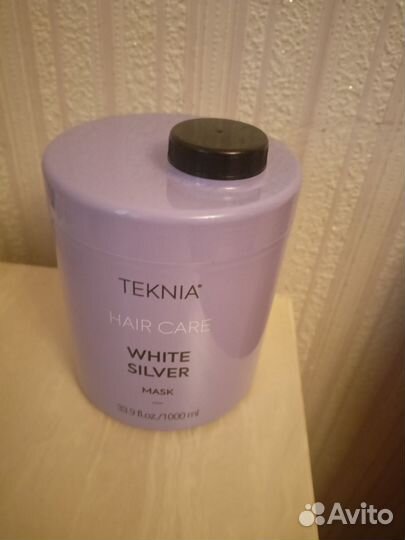 TEKNIA®
HAIR CARE
WHITE
SILVER
MASK
33.9 fl.oz./1000 ml
Avito